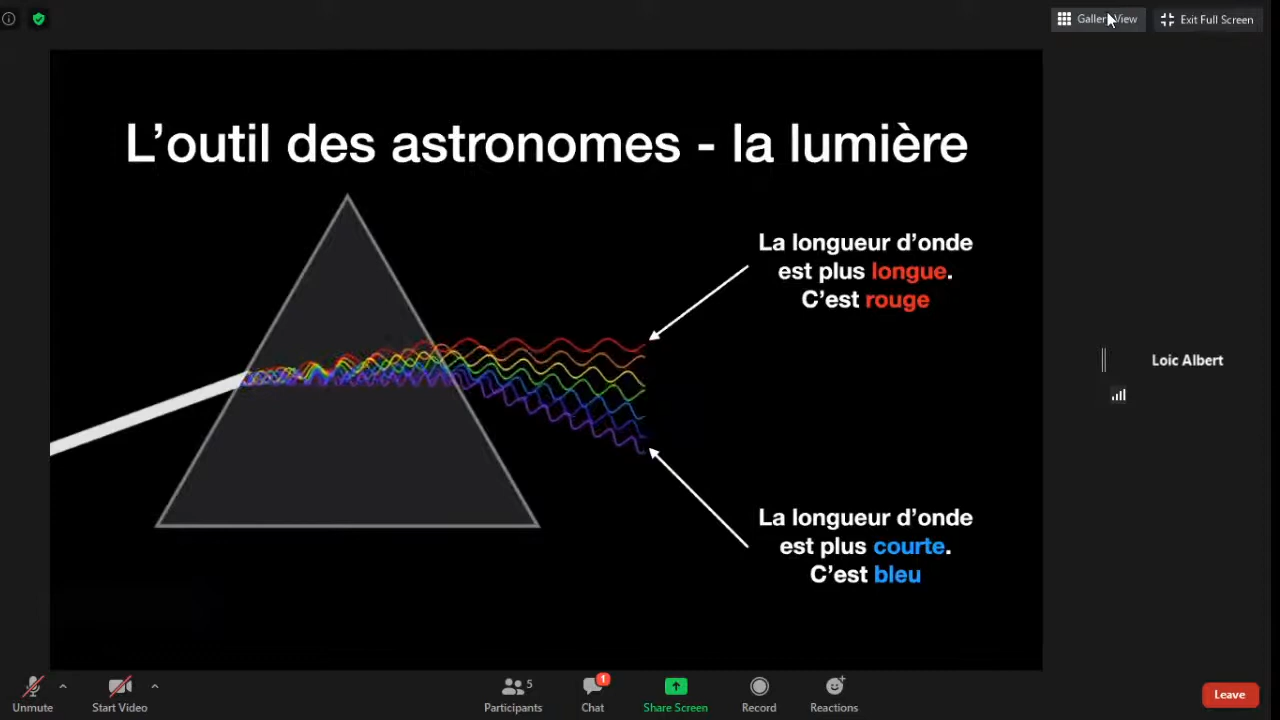 Gallery View
Exit Full Screen
L’outil des astronomes - la lumière
La longueur d’onde
est plus longue.
C’est rouge
Loic Albert
La longueur d’onde
est plus courte.
C’est bleu
Unmute
Start Video
Participants
5
Chat
1
Share Screen
Record
Reactions
Leave